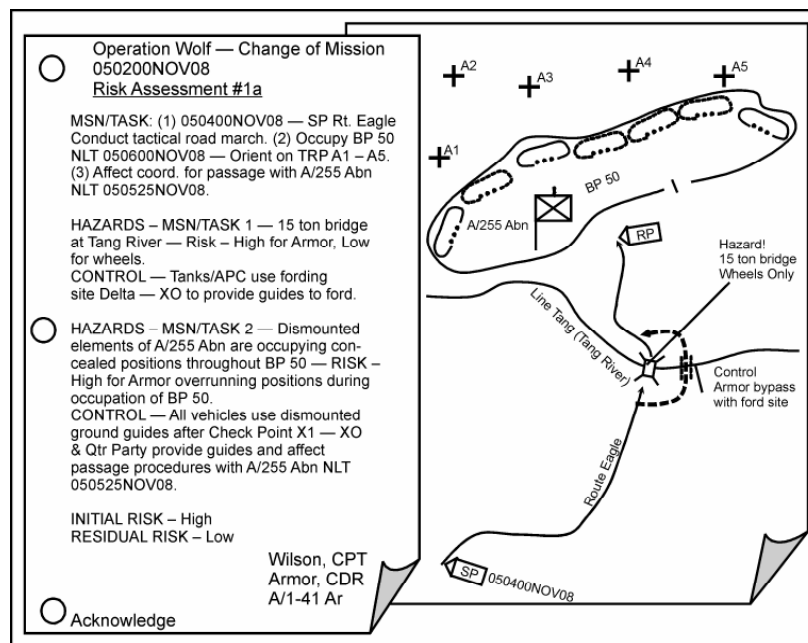 Operation Wolf — Change of Mission
050200NOV08
Risk Assessment #1a
MSN/TASK: (1) 050400NOV08 — SP Rt. Eagle
Conduct tactical road march. (2) Occupy BP 50
NLT 050600NOV08 — Orient on TRP A1 – A5.
(3) Affect coord. for passage with A/255 Abn
NLT 050525NOV08.
HAZARDS – MSN/TASK 1 — 15 ton bridge
at Tang River — Risk – High for Armor, Low
for wheels.
CONTROL — Tanks/APC use fording
site Delta — XO to provide guides to ford.
HAZARDS – MSN/TASK 2 — Dismounted
elements of A/255 Abn are occupying con-
cealed positions throughout BP 50 — RISK –
High for Armor overrunning positions during
occupation of BP 50.
CONTROL — All vehicles use dismounted
ground guides after Check Point X1 — XO
& Qtr Party provide guides and affect
passage procedures with A/255 Abn NLT
050525NOV08.
INITIAL RISK – High
RESIDUAL RISK – Low
Wilson, CPT
Armor, CDR
A/1-41 Ar
Acknowledge
A2
A3
A4
A5
A1
BP 50
I
A/255 Abn
RP
Hazard!
15 ton bridge
Wheels Only
Line Tang (Tang River)
Control
Armor bypass
with ford site
Route Eagle
SP 050400NOV08